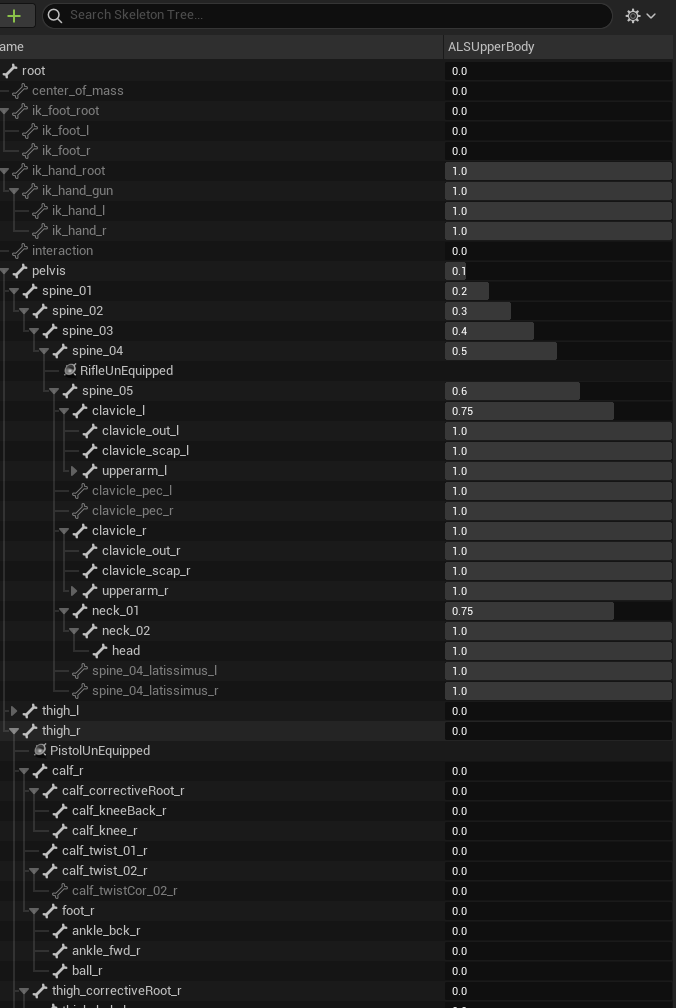 Search Skeleton Tree...
ame ALSUpperBody
root 0.0
center_of_mass 0.0
ik_foot_root 0.0
ik_foot_l 0.0
ik_foot_r 0.0
ik_hand_root 1.0
ik_hand_gun 1.0
ik_hand_l 1.0
ik_hand_r 1.0
interaction 0.0
pelvis 0.1
spine_01 0.2
spine_02 0.3
spine_03 0.4
spine_04 0.5
RifleUnEquipped
spine_05 0.6
clavicle_l 0.75
clavicle_out_l 1.0
clavicle_scap_l 1.0
upperarm_l 1.0
clavicle_pec_l 1.0
clavicle_pec_r 1.0
clavicle_r 1.0
clavicle_out_r 1.0
clavicle_scap_r 1.0
upperarm_r 1.0
neck_01 0.75
neck_02 1.0
head 1.0
spine_04_latissimus_l 1.0
spine_04_latissimus_r 1.0
thigh_l 0.0
thigh_r 0.0
PistolUnEquipped
calf_r 0.0
calf_correctiveRoot_r 0.0
calf_kneeBack_r 0.0
calf_knee_r 0.0
calf_twist_01_r 0.0
calf_twist_02_r 0.0
calf_twistCor_02_r 0.0
foot_r 0.0
ankle_bck_r 0.0
ankle_fwd_r 0.0
ball_r 0.0
thigh_correctiveRoot_r 0.0